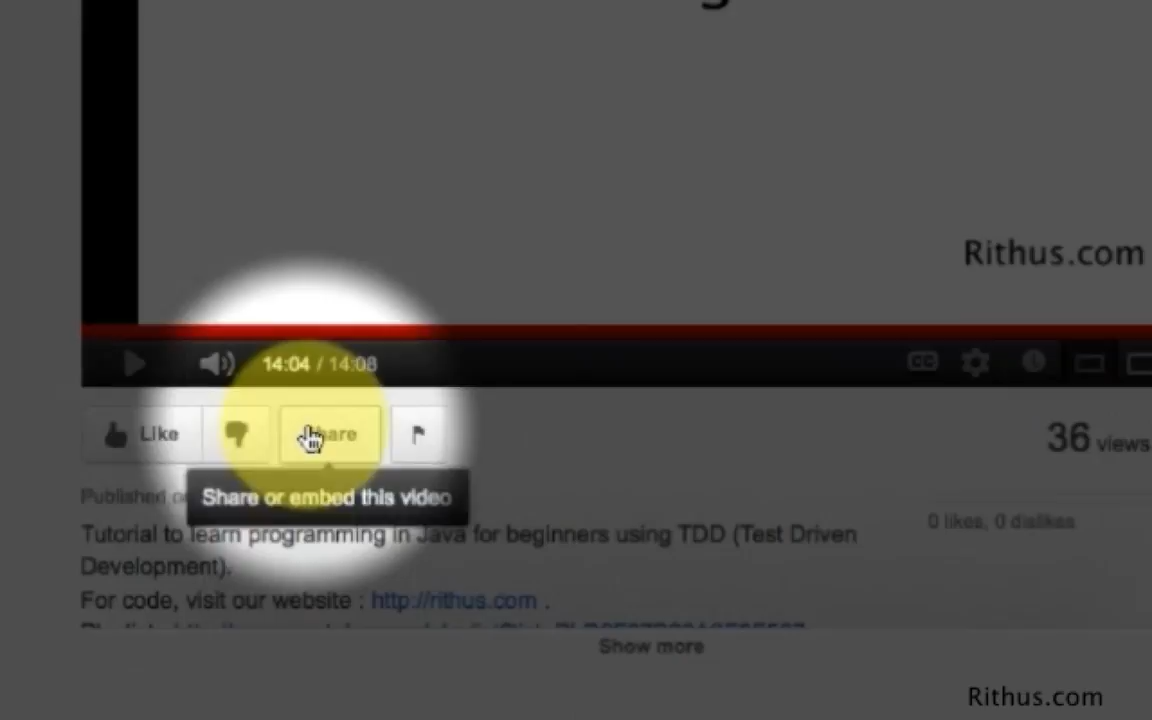 Rithus.com
14:04 / 14:08
CC
Like
Share
36 views
Published
Share or embed this video
0 likes, 0 dislikes
Tutorial to learn programming in Java for beginners using TDD (Test Driven
Development).
For code, visit our website : http://rithus.com .
Show more
Rithus.com